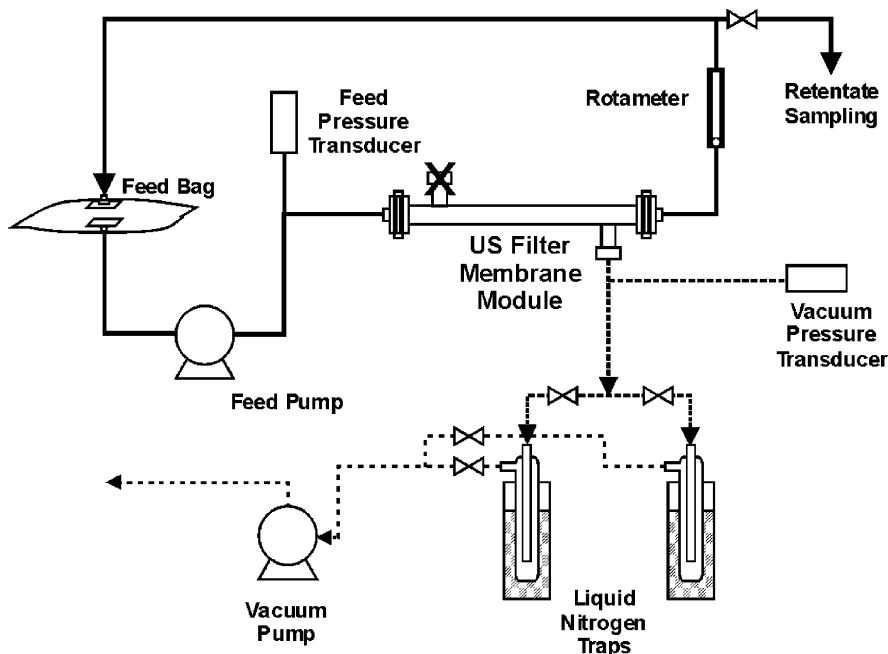 Feed
Pressure
Transducer
Rotameter
Retentate
Sampling
Feed Bag
US Filter
Membrane
Module
Vacuum
Pressure
Transducer
Feed Pump
Vacuum
Pump
Liquid
Nitrogen
Traps